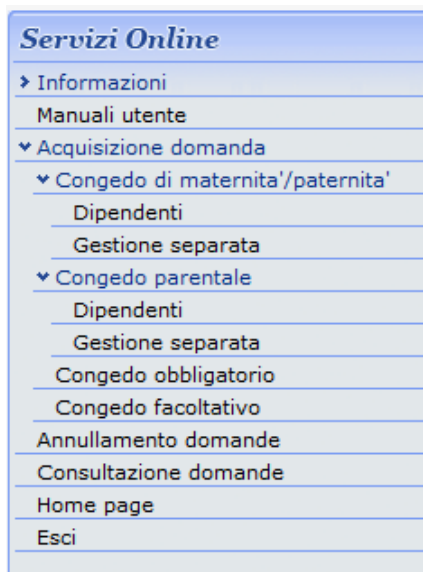 Servizi Online
Informazioni
Manuali utente
Acquisizione domanda
Congedo di maternita'/paternita'
Dipendenti
Gestione separata
Congedo parentale
Dipendenti
Gestione separata
Congedo obbligatorio
Congedo facoltativo
Annullamento domande
Consultazione domande
Home page
Esci